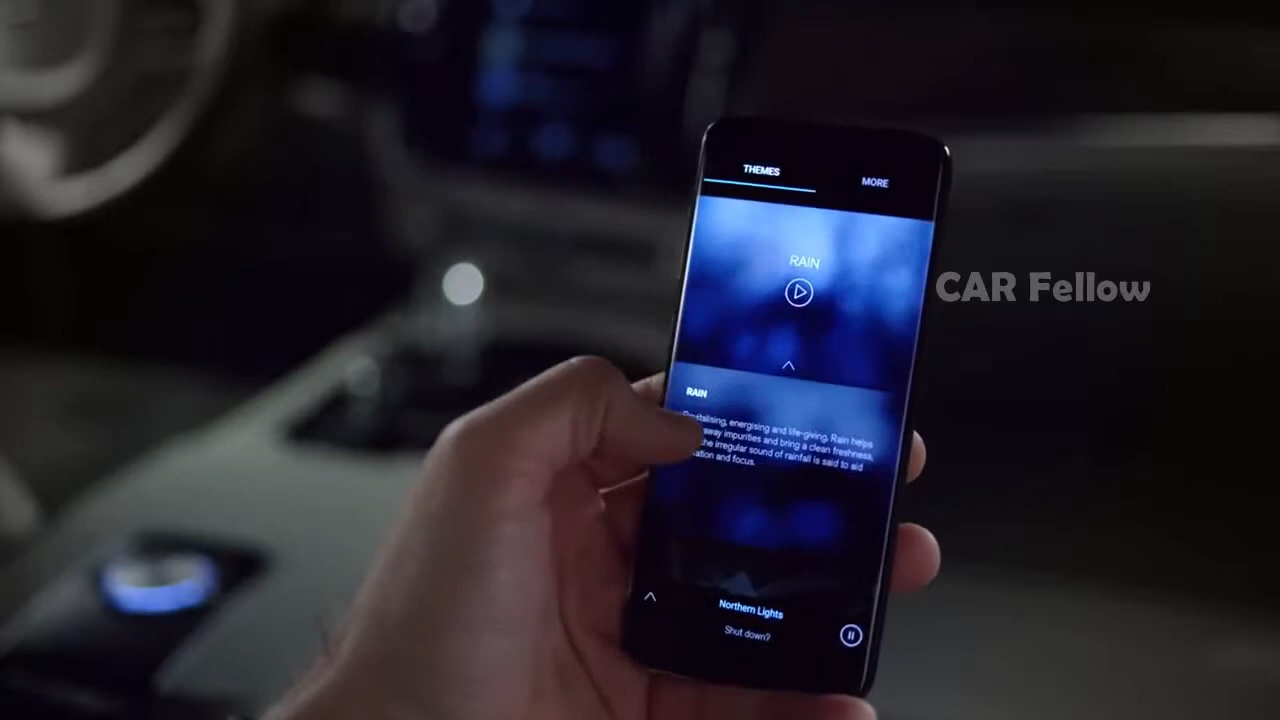 THEMES
MORE
RAIN
CAR Fellow
RAIN
energising and life-giving, Rain helps
away impurities and bring a clean freshness,
the irregular sound of rainfall is said to aid
and focus.
Northern Lights
Shut down?